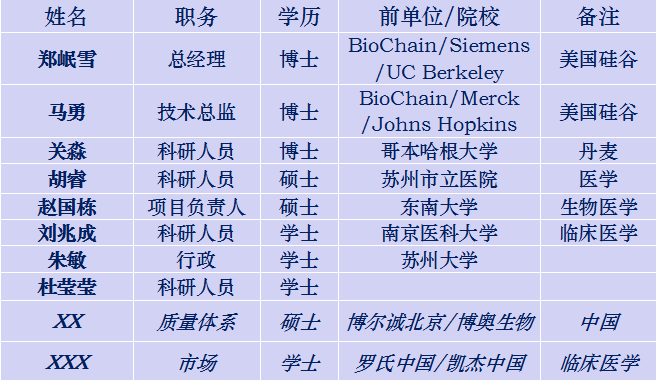 姓名 职务 学历 前单位/院校 备注
郑岷雪 总经理 博士 BioChain/Siemens
/UC Berkeley 美国硅谷
马勇 技术总监 博士 BioChain/Merck
/Johns Hopkins 美国硅谷
关淼 科研人员 博士 哥本哈根大学 丹麦
胡睿 科研人员 硕士 苏州市立医院 医学
赵国栋 项目负责人 硕士 东南大学 生物医学
刘兆成 科研人员 学士 南京医科大学 临床医学
朱敏 行政 学士 苏州大学
杜莹莹 科研人员 学士
XX 质量体系 硕士 博尔诚北京/博奥生物 中国
XXX 市场 学士 罗氏中国/凯杰中国 临床医学